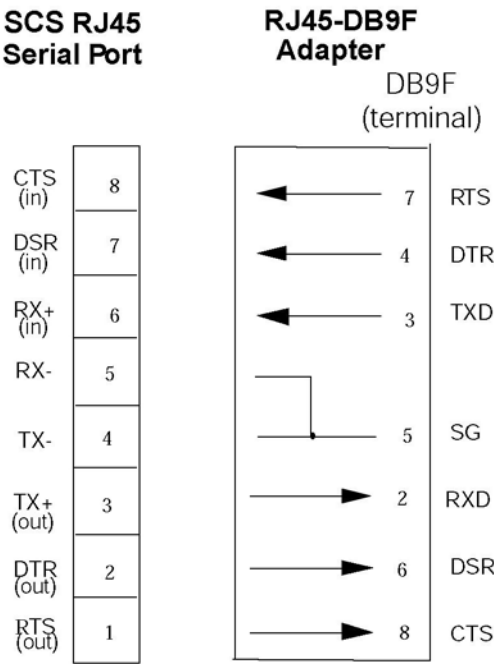 SCS RJ45
Serial Port
RJ45-DB9F
Adapter
DB9F
(terminal)
CTS
(in)
8
7
RTS
DSR
(in)
7
4
DTR
RX+
(in)
6
3
TXD
RX-
5
TX-
4
5
SG
TX+
(out)
3
2
RXD
DTR
(out)
2
6
DSR
RTS
(out)
1
8
CTS